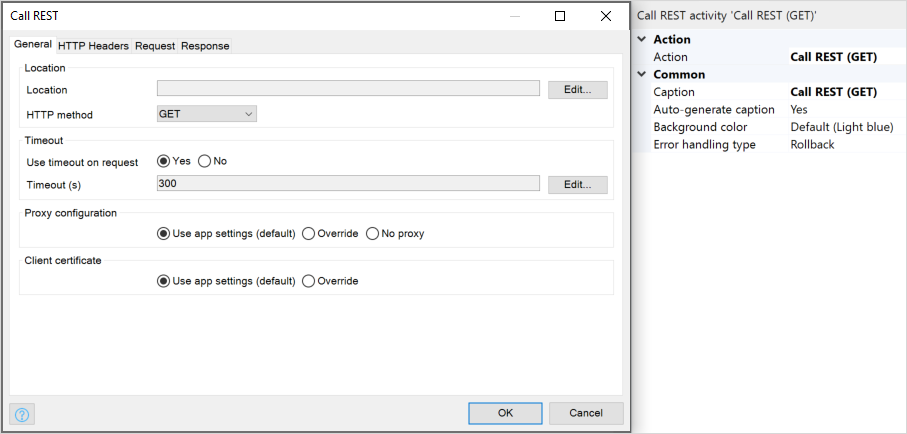 Call REST
General HTTP Headers Request Response
Location
Location Edit...
HTTP method GET
Timeout
Use timeout on request Yes No
Timeout (s) 300 Edit...
Proxy configuration
Use app settings (default) Override No proxy
Client certificate
Use app settings (default) Override
? OK Cancel
Call REST activity 'Call REST (GET)'
Action
Action Call REST (GET)
Common
Caption Call REST (GET)
Auto-generate caption Yes
Background color Default (Light blue)
Error handling type Rollback